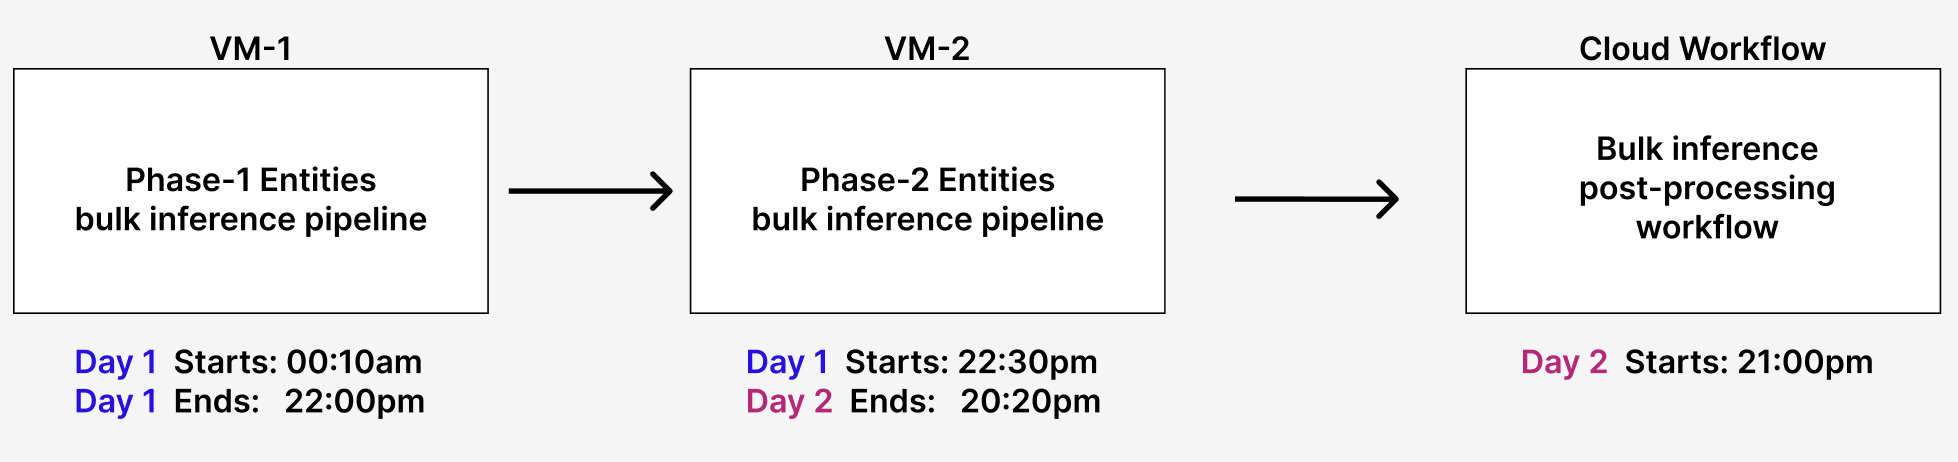 VM-1
Phase-1 Entities
bulk inference pipeline
Day 1 Starts: 00:10am
Day 1 Ends: 22:00pm
VM-2
Phase-2 Entities
bulk inference pipeline
Day 1 Starts: 22:30pm
Day 2 Ends: 20:20pm
Cloud Workflow
Bulk inference
post-processing
workflow
Day 2 Starts: 21:00pm